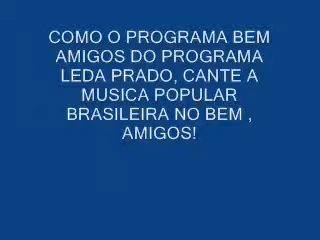 COMO O PROGRAMA BEM
AMIGOS DO PROGRAMA
LEDA PRADO, CANTE A
MUSICA POPULAR
BRASILEIRA NO BEM ,
AMIGOS!